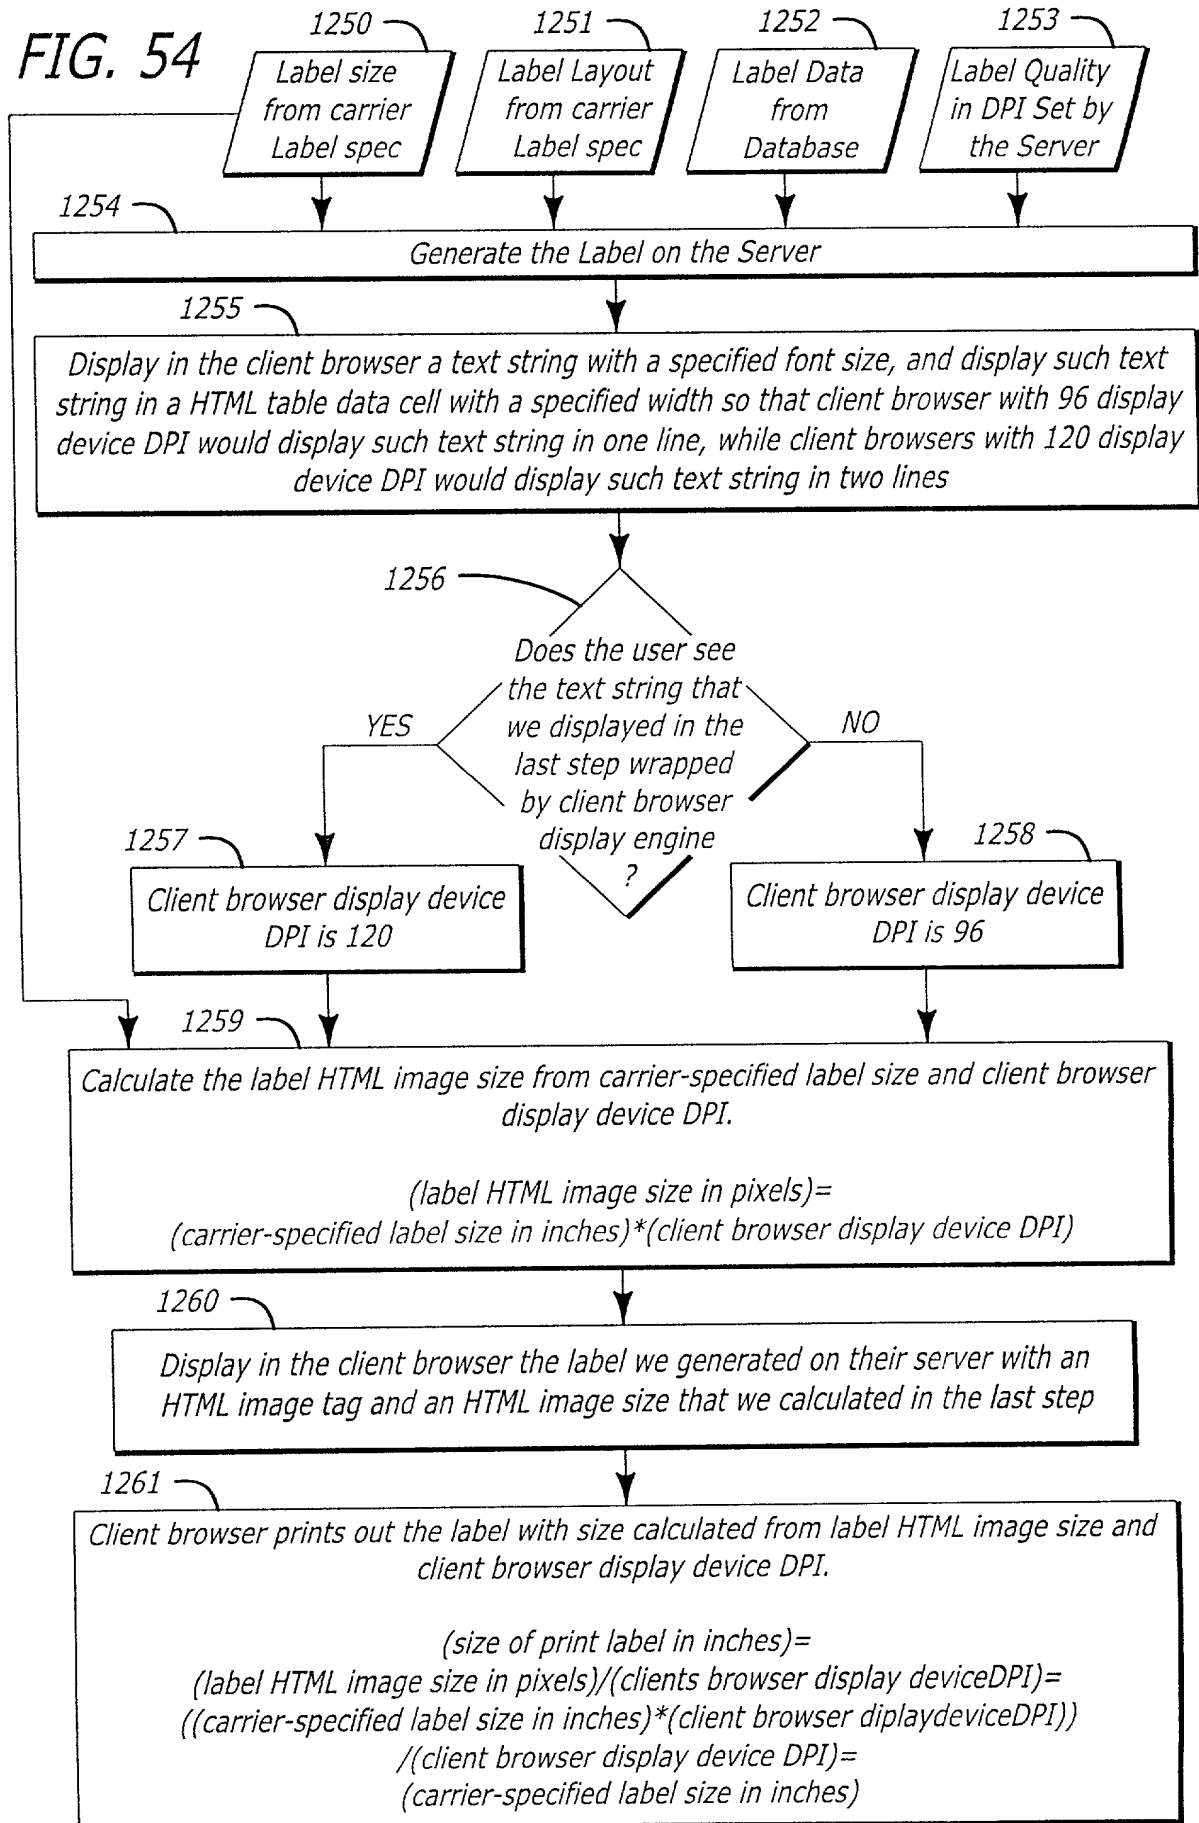 FIG. 54
1250
Label size
from carrier
Label spec
1251
Label Layout
from carrier
Label spec
1252
Label Data
from
Database
1253
Label Quality
in DPI Set by
the Server
1254
Generate the Label on the Server
1255
Display in the client browser a text string with a specified font size, and display such text
string in a HTML table data cell with a specified width so that client browser with 96 display
device DPI would display such text string in one line, while client browsers with 120 display
device DPI would display such text string in two lines
1256
Does the user see
the text string that
we displayed in the
last step wrapped
by client browser
display engine
?
YES
NO
1257
Client browser display device
DPI is 120
1258
Client browser display device
DPI is 96
1259
Calculate the label HTML image size from carrier-specified label size and client browser
display device DPI.
(label HTML image size in pixels)=
(carrier-specified label size in inches)*(client browser display device DPI)
1260
Display in the client browser the label we generated on their server with an
HTML image tag and an HTML image size that we calculated in the last step
1261
Client browser prints out the label with size calculated from label HTML image size and
client browser display device DPI.
(size of print label in inches)=
(label HTML image size in pixels)/(clients browser display deviceDPI)=
((carrier-specified label size in inches)*(client browser diplaydeviceDPI))
/(client browser display device DPI)=
(carrier-specified label size in inches)